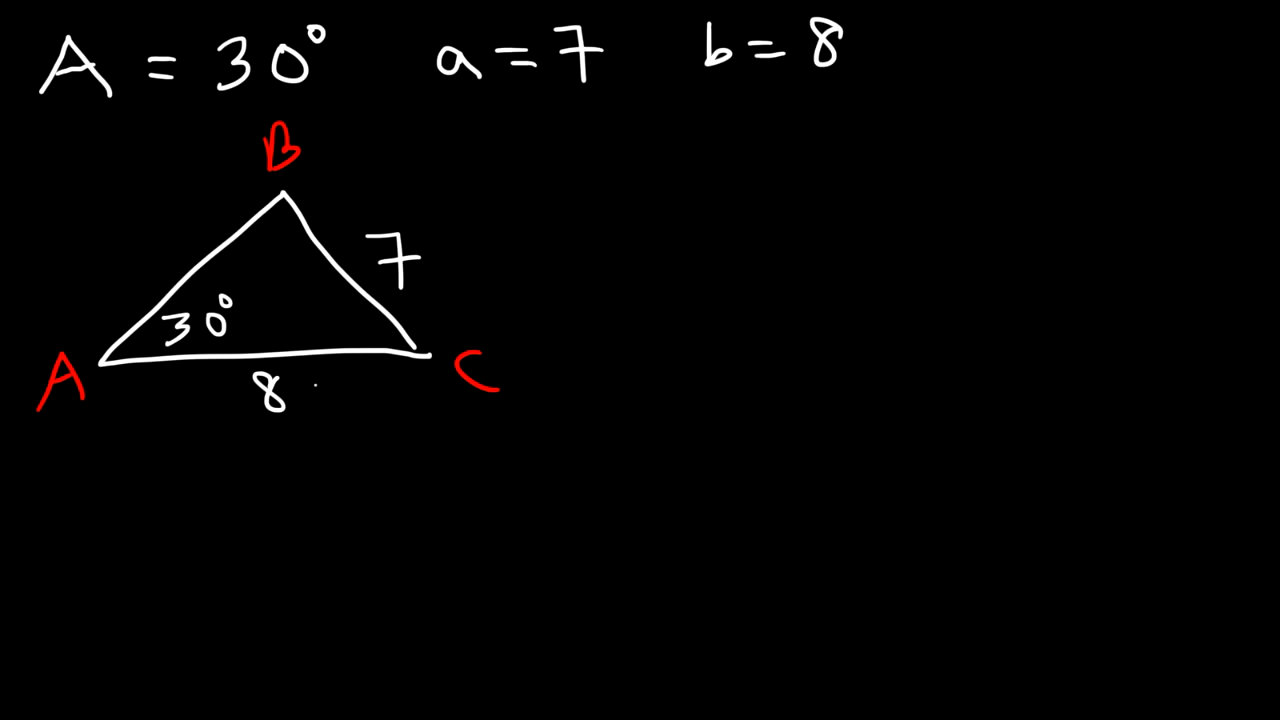 A = 30° a = 7 b = 8
B
7
30°
A C
8